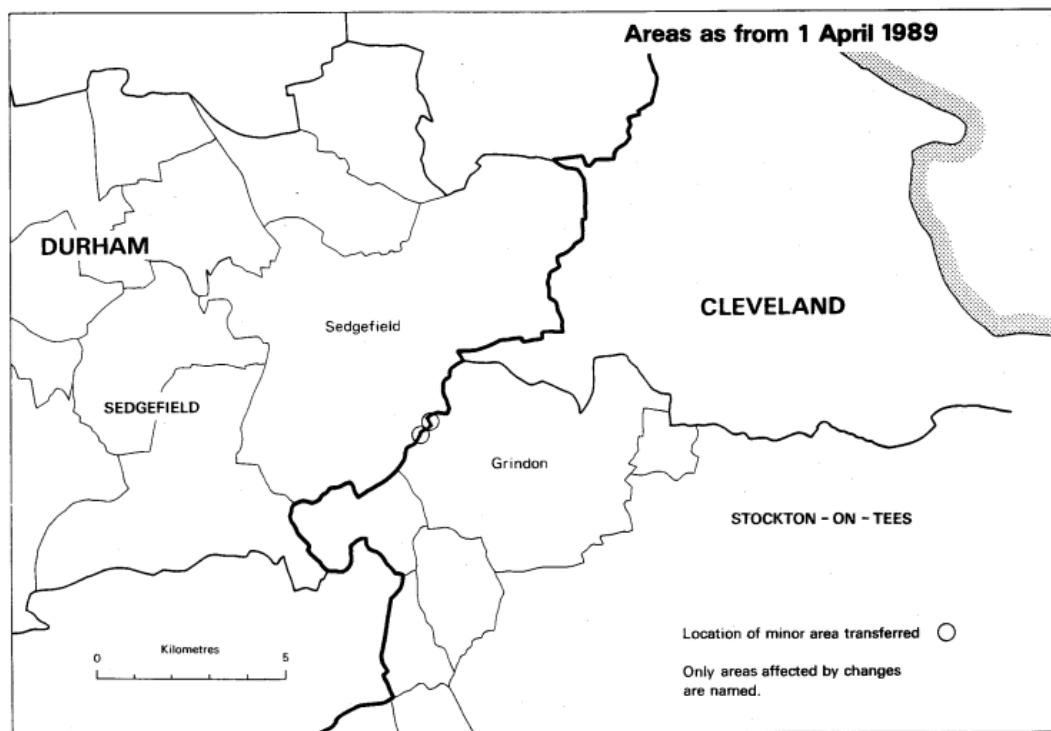 Areas as from 1 April 1989
DURHAM
CLEVELAND
Sedgefield
SEDGEFIELD
Grindon
STOCKTON - ON - TEES
Kilometres
0 5
Location of minor area transferred
Only areas affected by changes
are named.